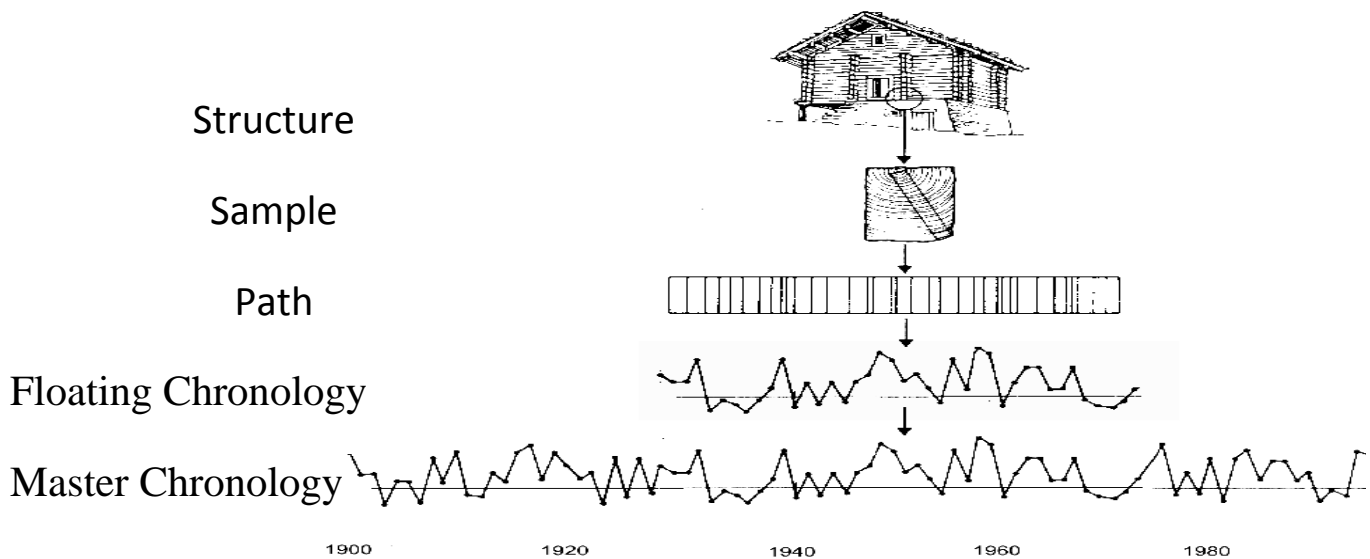 Structure
Sample
Path
Floating Chronology
Master Chronology
1900 1920 1940 1960 1980